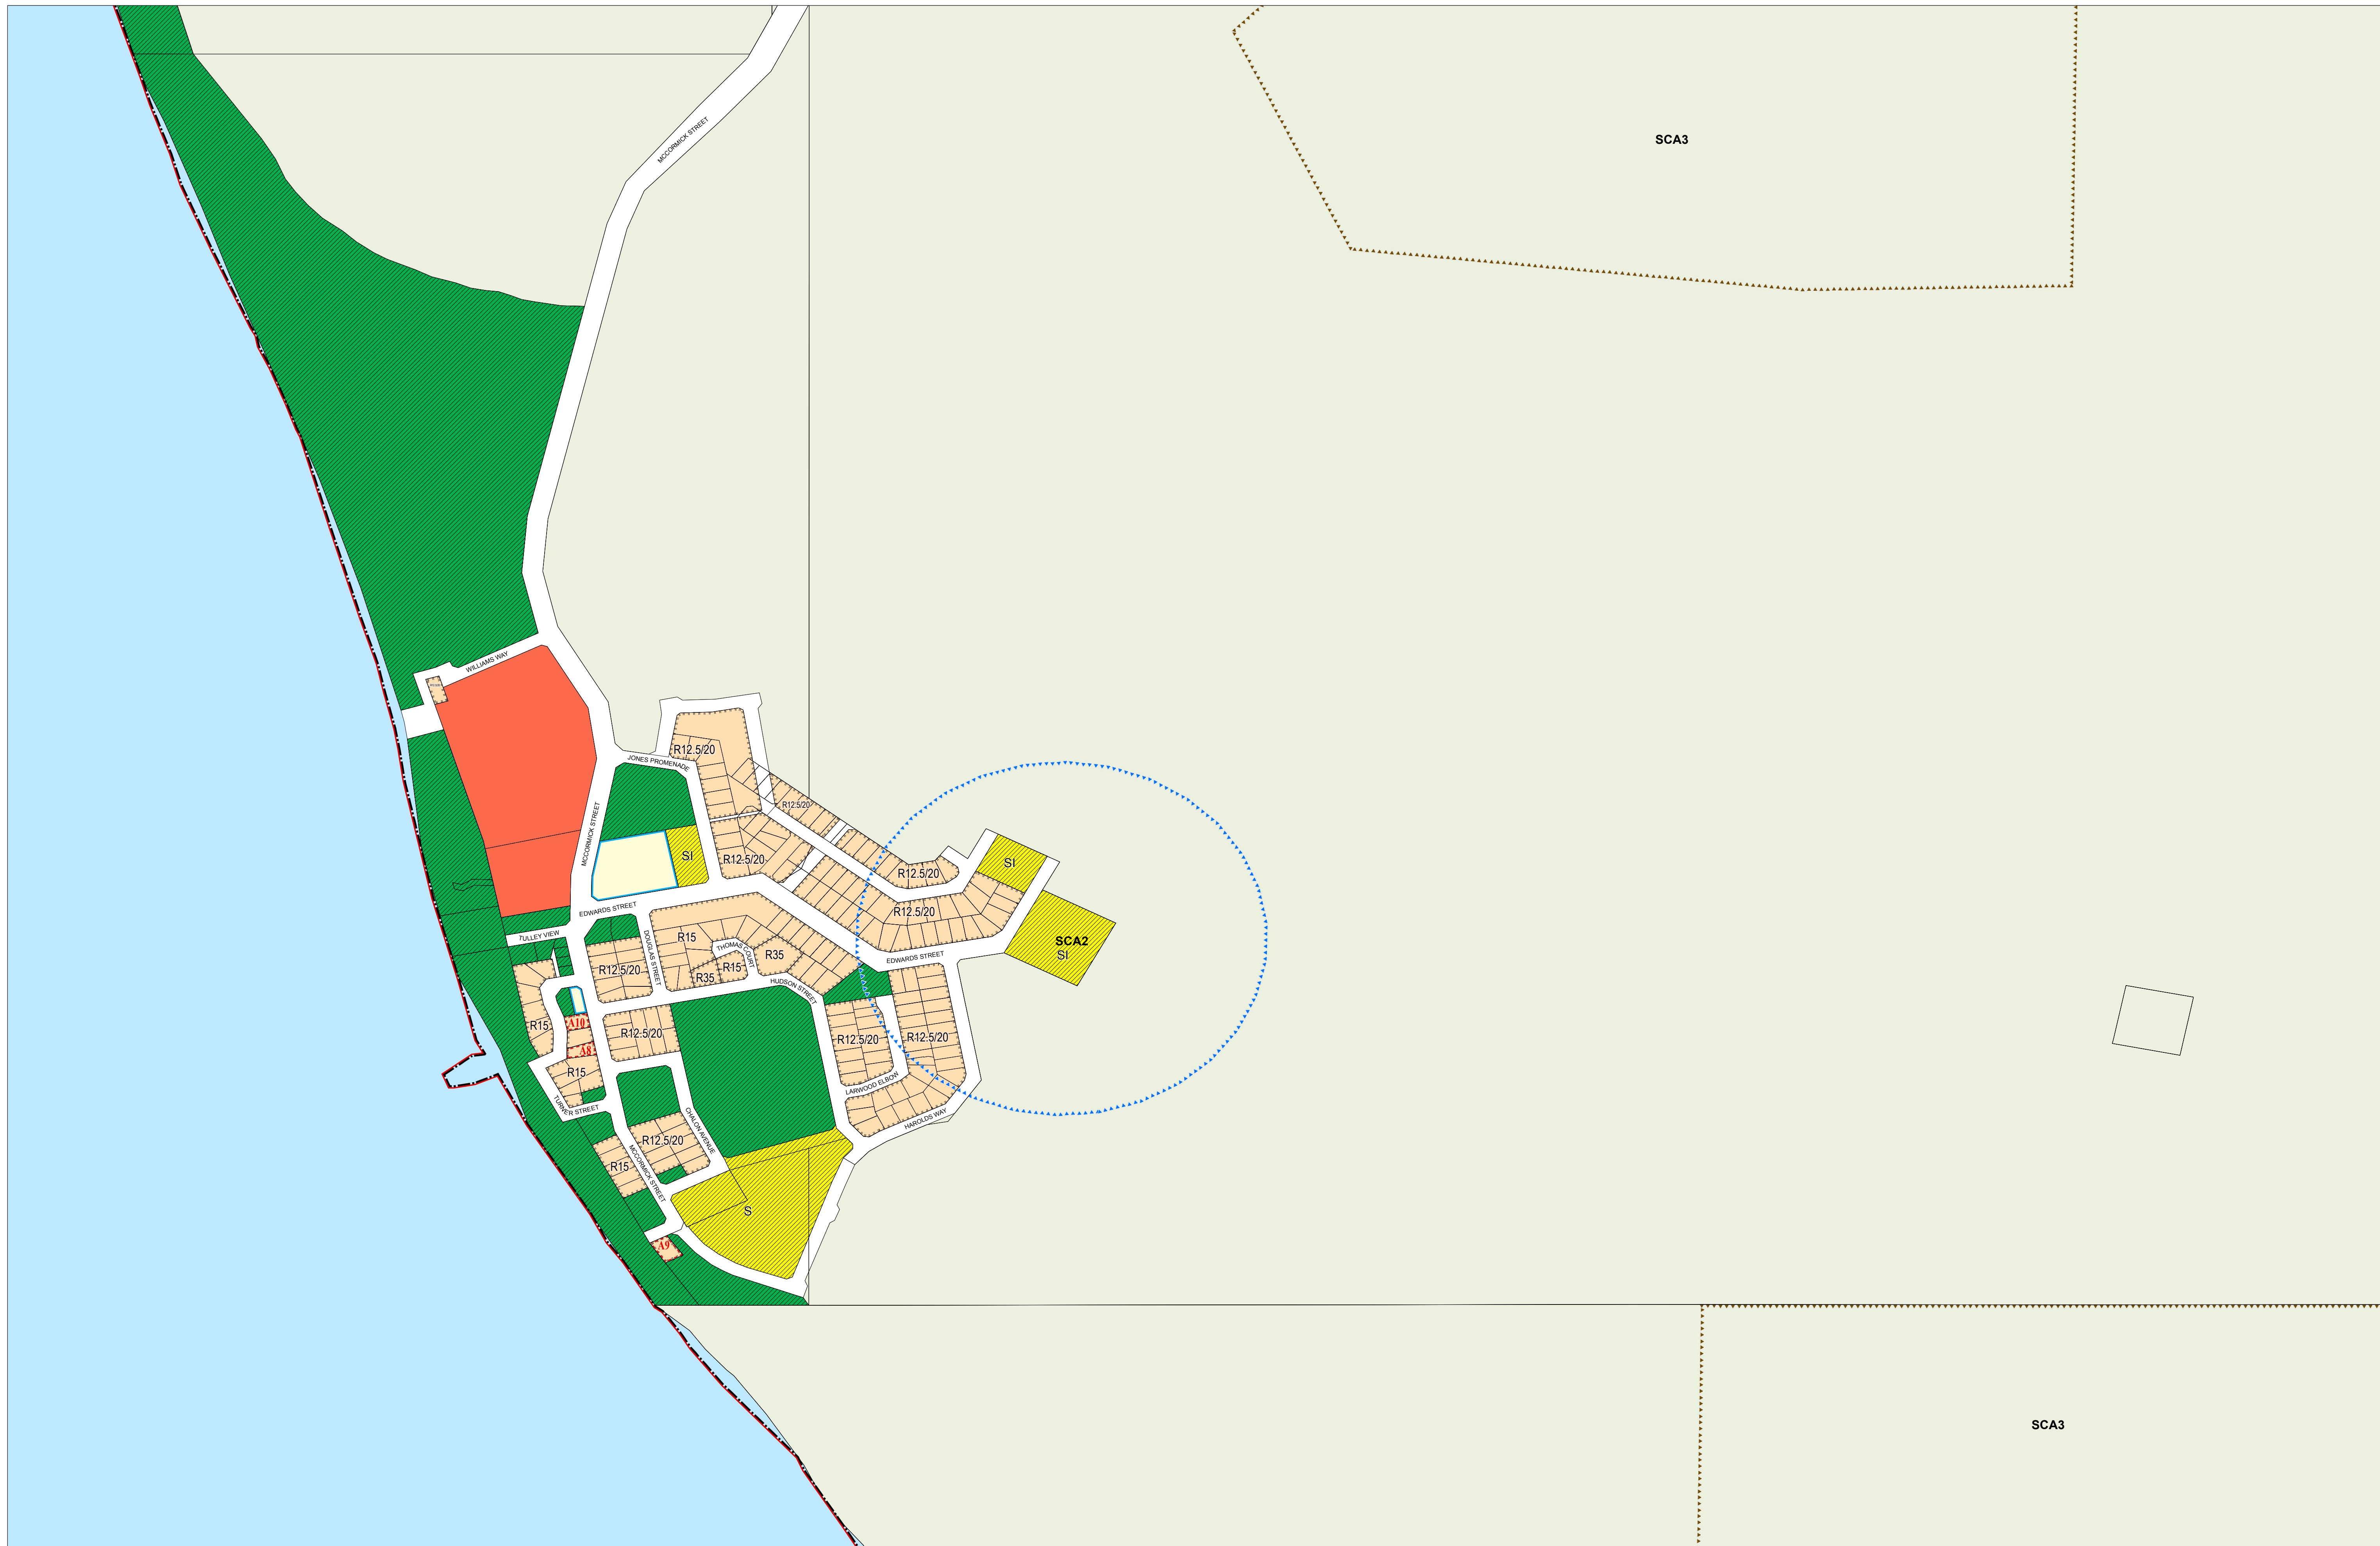 MCCORMICK STREET
SCA3
WILLIAMS WAY
R12.5/20
JONES PROMENADE
MCCORMICK STREET
R12.5/20
SI
R12.5/20
R12.5/20
SI
R12.5/20
EDWARDS STREET
TULLEY VIEW
DOUGLAS STREET
R15
THOMAS COURT
R35
R35
R15
R12.5/20
EDWARDS STREET
SCA2
SI
HUDSON STREET
R15
A10
R12.5/20
R12.5/20
R12.5/20
A8
R15
LARWOOD ELBOW
TURNER STREET
HAROLDS WAY
CHALON AVENUE
R12.5/20
R15
MCCORMICK STREET
S
A9
SCA3